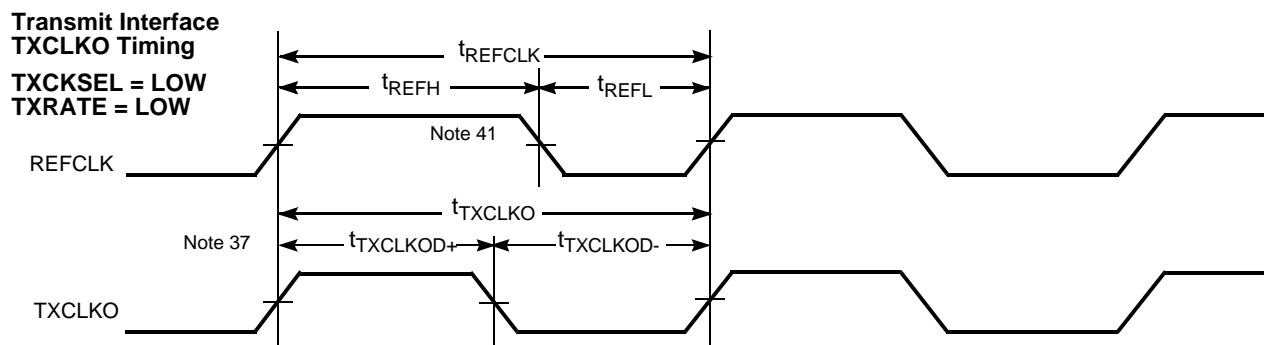 Transmit Interface
TXCLKO Timing
TXCKSEL = LOW
TXRATE = LOW
tREFCLK
tREFH
tREFL
Note 41
REFCLK
tTXCLKO
Note 37
tTXCLKOD+
tTXCLKOD-
TXCLKO